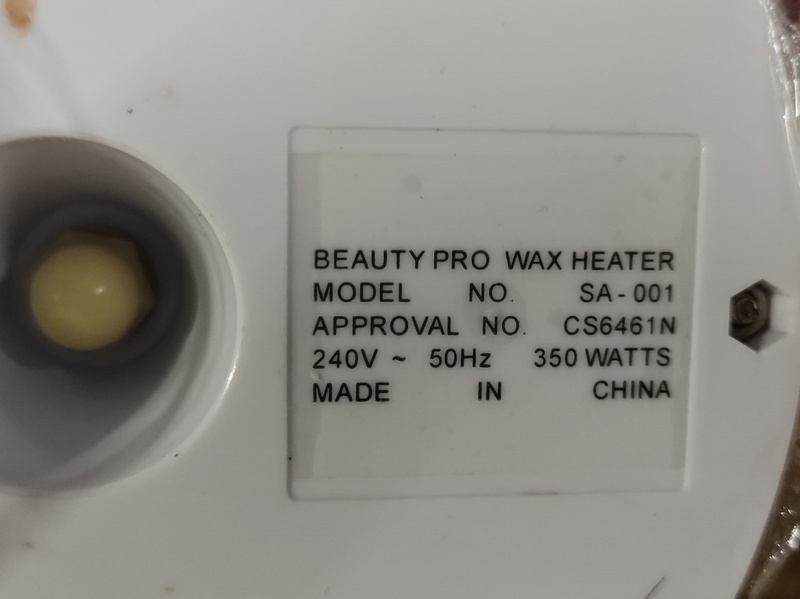 BEAUTY PRO WAX HEATER
MODEL NO. SA-001
APPROVAL NO. CS6461N
240V ~ 50Hz 350 WATTS
MADE IN CHINA